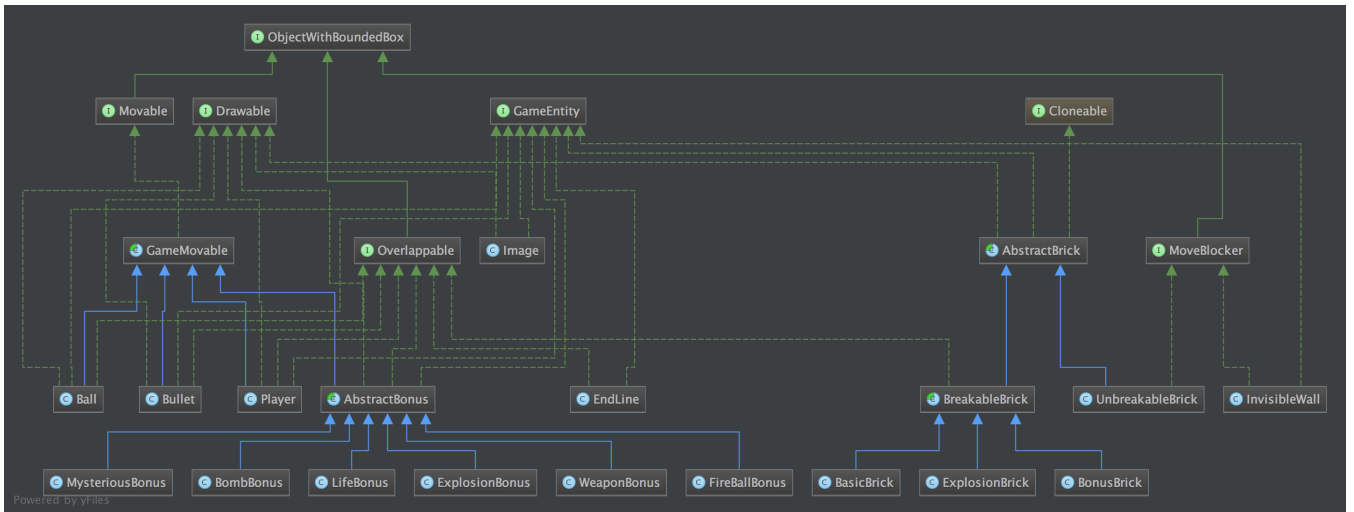 ObjectWithBoundedBox
Movable
Drawable
GameEntity
Cloneable
GameMovable
Overlappable
Image
AbstractBrick
MoveBlocker
Ball
Bullet
Player
AbstractBonus
EndLine
BreakableBrick
UnbreakableBrick
InvisibleWall
MysteriousBonus
BombBonus
LifeBonus
ExplosionBonus
WeaponBonus
FireBallBonus
BasicBrick
ExplosionBrick
BonusBrick
Powered by yFiles